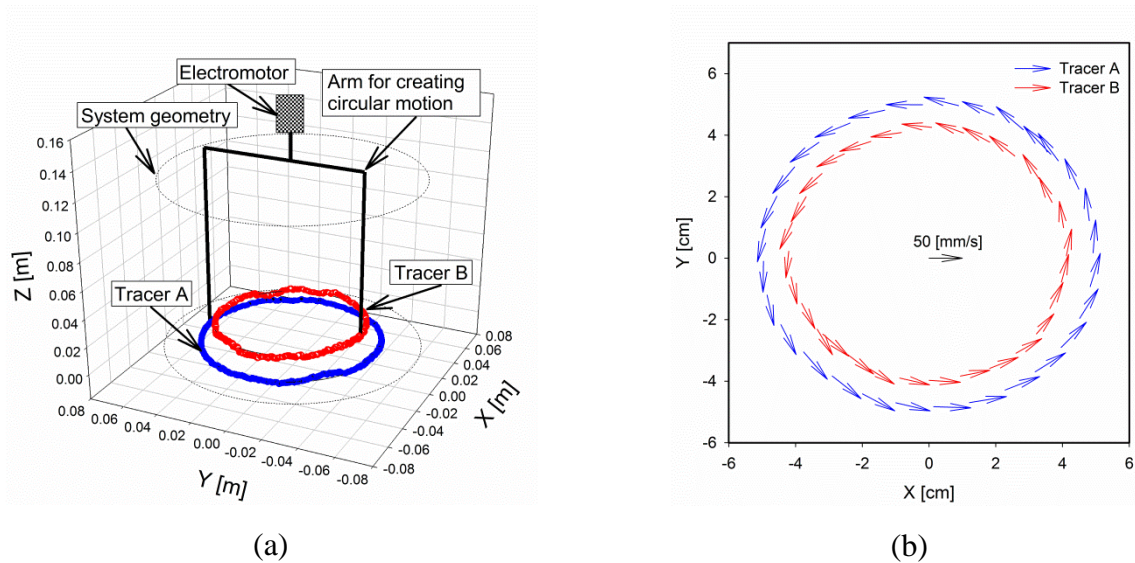 Electromotor
Arm for creating
circular motion
System geometry
Tracer A
Tracer B
Z [m]
0.16
0.14
0.12
0.10
0.08
0.06
0.04
0.02
0.00
0.08
0.06
0.04
0.02
0.00
-0.02
-0.04
-0.06
-0.08
Y [m]
0.08
0.06
0.04
0.02
0.00
-0.02
-0.04
-0.06
-0.08
X [m]
(a)
Tracer A
Tracer B
50 [mm/s]
Y [cm]
6
4
2
0
-2
-4
-6
-6
-4
-2
0
2
4
6
X [cm]
(b)